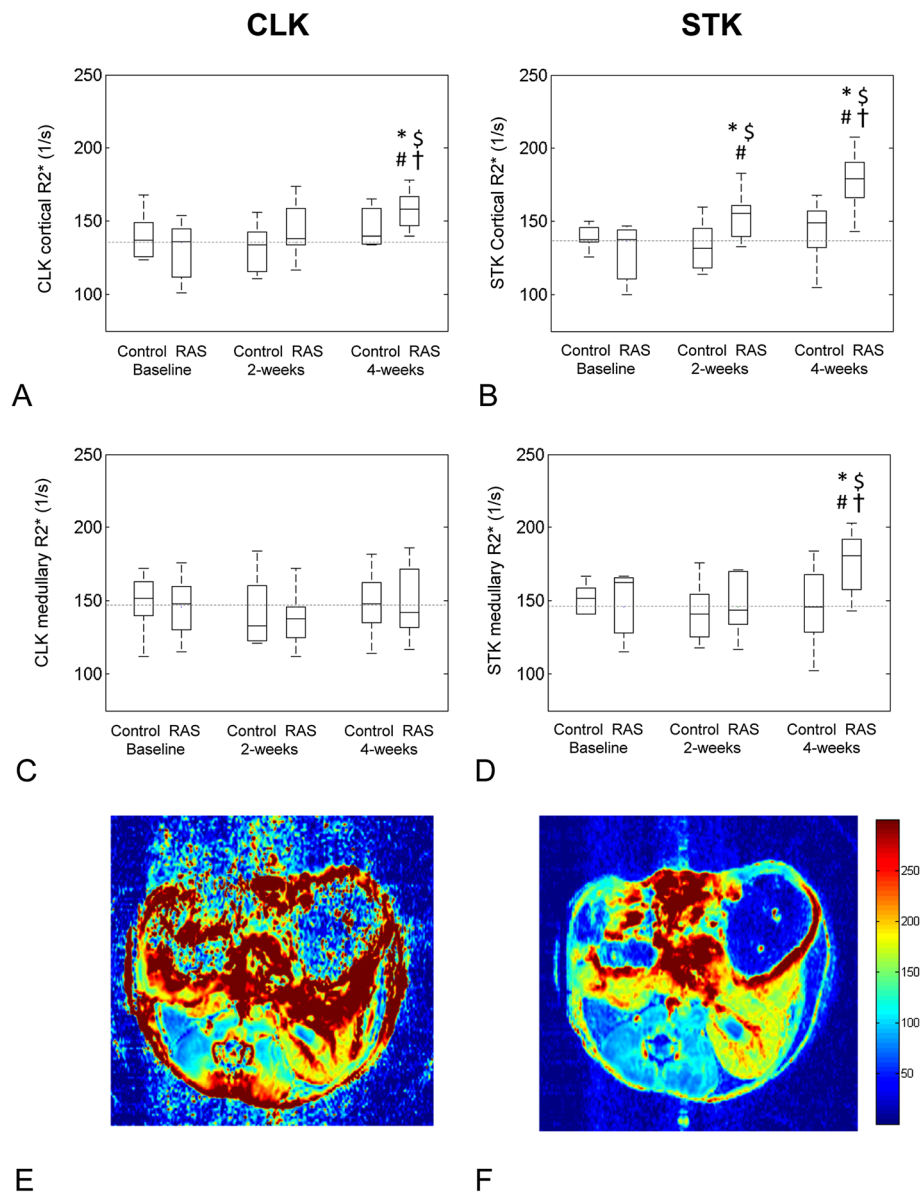 CLK
STK
CLK cortical R2* (1/s)
250
200
150
100
* $
# †
Control RAS Control RAS Control RAS
Baseline 2-weeks 4-weeks
A
STK Cortical R2* (1/s)
250
200
150
100
* $
#
* $
# †
Control RAS Control RAS Control RAS
Baseline 2-weeks 4-weeks
B
CLK medullary R2* (1/s)
250
200
150
100
Control RAS Control RAS Control RAS
Baseline 2-weeks 4-weeks
C
STK medullary R2* (1/s)
250
200
150
100
* $
# †
Control RAS Control RAS Control RAS
Baseline 2-weeks 4-weeks
D
E
250
200
150
100
50
F